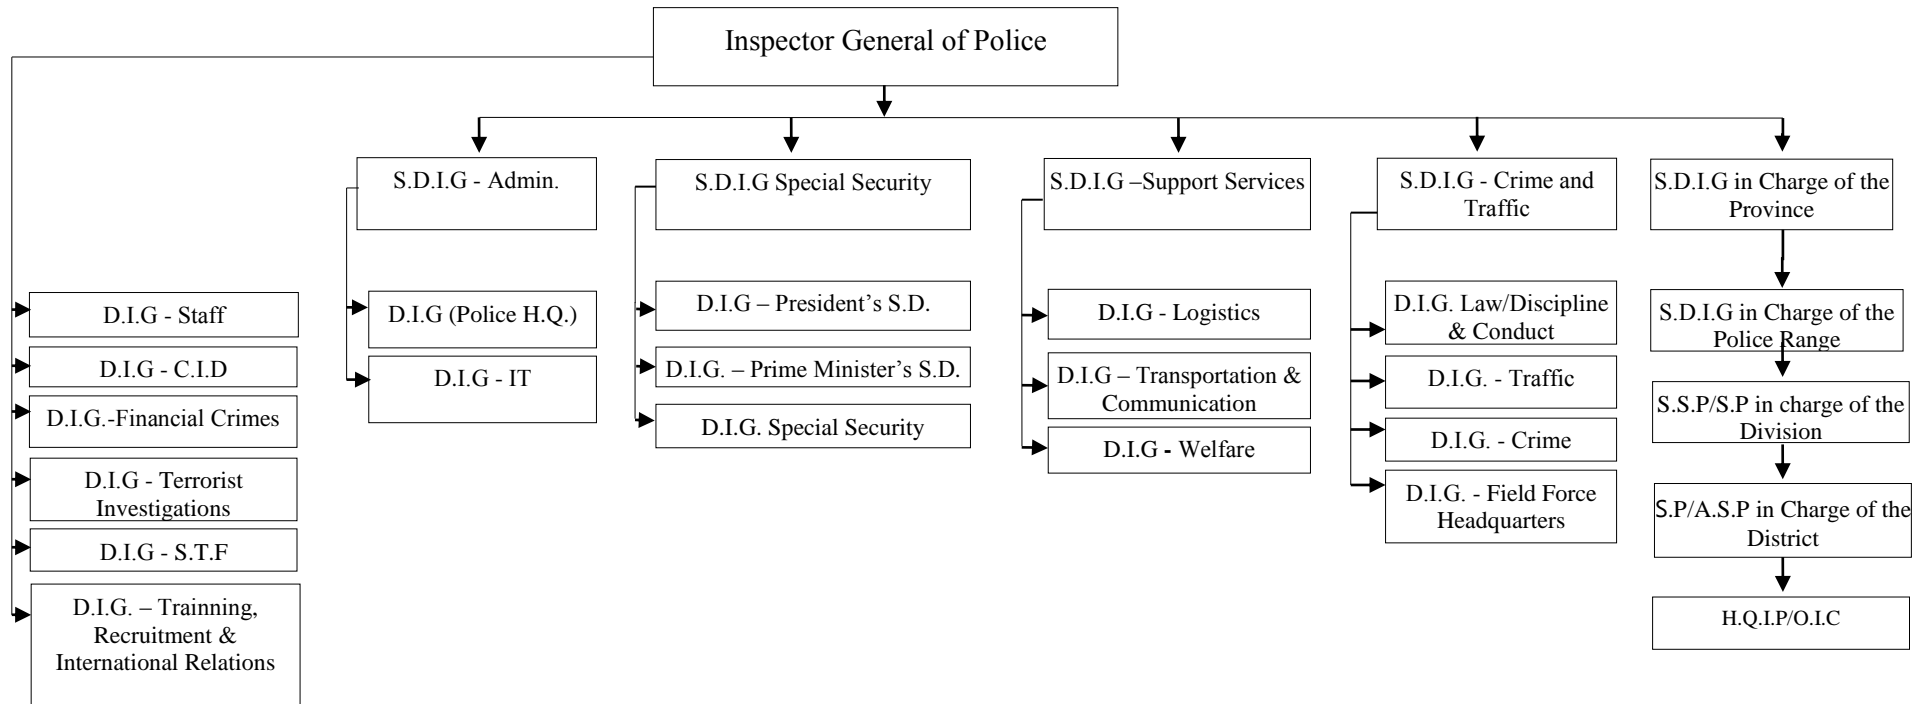 Inspector General of Police
S.D.I.G - Admin.
S.D.I.G Special Security
S.D.I.G –Support Services
S.D.I.G - Crime and
Traffic
S.D.I.G in Charge of the
Province
D.I.G - Staff
D.I.G - C.I.D
D.I.G.-Financial Crimes
D.I.G - Terrorist
Investigations
D.I.G - S.T.F
D.I.G. – Trainning,
Recruitment &
International Relations
D.I.G (Police H.Q.)
D.I.G - IT
D.I.G – President’s S.D.
D.I.G. – Prime Minister’s S.D.
D.I.G. Special Security
D.I.G - Logistics
D.I.G – Transportation &
Communication
D.I.G - Welfare
D.I.G. Law/Discipline
& Conduct
D.I.G. - Traffic
D.I.G. - Crime
D.I.G. - Field Force
Headquarters
S.D.I.G in Charge of the
Police Range
S.S.P/S.P in charge of the
Division
S.P/A.S.P in Charge of the
District
H.Q.I.P/O.I.C